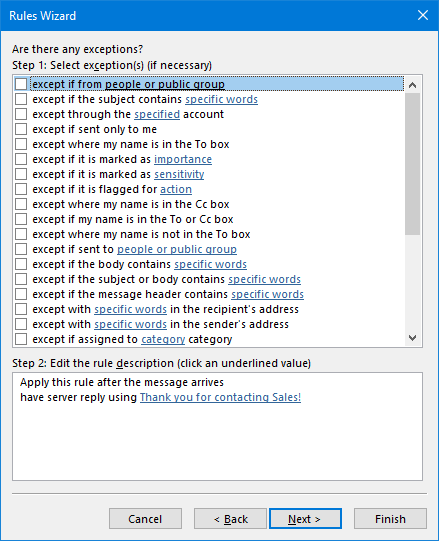 Rules Wizard
Are there any exceptions?
Step 1: Select exception(s) (if necessary)
except if from people or public group
except if the subject contains specific words
except through the specified account
except if sent only to me
except where my name is in the To box
except if it is marked as importance
except if it is marked as sensitivity
except if it is flagged for action
except where my name is in the Cc box
except if my name is in the To or Cc box
except where my name is not in the To box
except if sent to people or public group
except if the body contains specific words
except if the subject or body contains specific words
except if the message header contains specific words
except with specific words in the recipient's address
except with specific words in the sender's address
except if assigned to category category
Step 2: Edit the rule description (click an underlined value)
Apply this rule after the message arrives
have server reply using Thank you for contacting Sales!
Cancel < Back Next > Finish